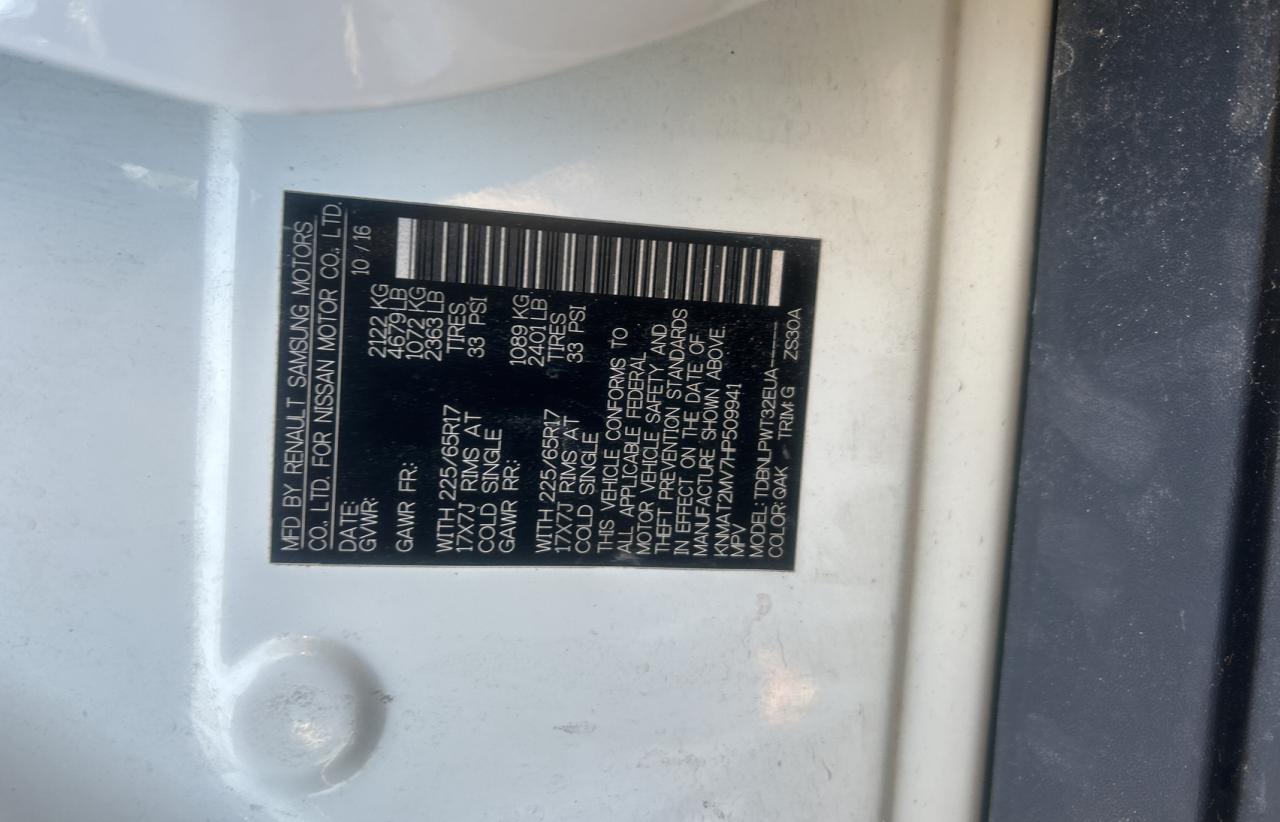 MFD BY RENAULT SAMSUNG MOTORS
CO., LTD. FOR NISSAN MOTOR CO., LTD.
DATE: 10 / 16
GVWR: 2122 KG
4679 LB
GAWR FR: 1072 KG
2363 LB
WITH 225/65R17 TIRES,
17X7J RIMS AT 33 PSI
COLD SINGLE
GAWR RR: 1089 KG
2401 LB
WITH 225/65R17 TIRES
17X7J RIMS AT 33 PSI
COLD SINGLE
THIS VEHICLE CONFORMS TO
ALL APPLICABLE FEDERAL
MOTOR VEHICLE SAFETY AND
THEFT PREVENTION STANDARDS
IN EFFECT ON THE DATE OF
MANUFACTURE SHOWN ABOVE.
KNMAT2MV7HP509941
MPV
MODEL: TDBNLPWT32EUA-----
COLOR: QAK TRIM: G ZS30A